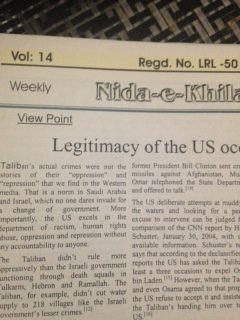 Vol: 14
Regd. No. LRL -50
Weekly
Nida-e-Khila
View Point
Legitimacy of the US oc
Taliban's actual crimes were not the
stories of their "oppression" and
"repression" that we find in the Western
media. That is a norm in Saudi Arabia
and Israel, which no one dares invade for
a change of government. More
importantly, the US excels in the
department of racism, human rights
abuse, oppression and repression without
any accountability to anyone.
The Taliban didn't rule more
oppressively than the Israeli government
functioning through death squads in
Tulkarm, Hebron and Ramallah. The
Taliban, for example, didn't cut water
supply to 218 villages like the Israeli
government's lesser crimes.[12]
former President Bill Clinton sent cr
missiles against Afghanistan, Mu
Omar telephoned the State Departme
and offered to talk.[14]
The US deliberate attempts at muddy
the waters and looking for a pre
excuse to intervene can be judged f
comparison of the CNN report by H
Schuster, January 30, 2004, with c
available information. Schuster's n
says that according to the declassifie
reports the US has asked the Taliba
least a three occasions to expel O
bin Laden.[15] However, when the Ta
and even Osama agreed to that prop
the US refuse to accept it and insist
Taliban's handing him over to